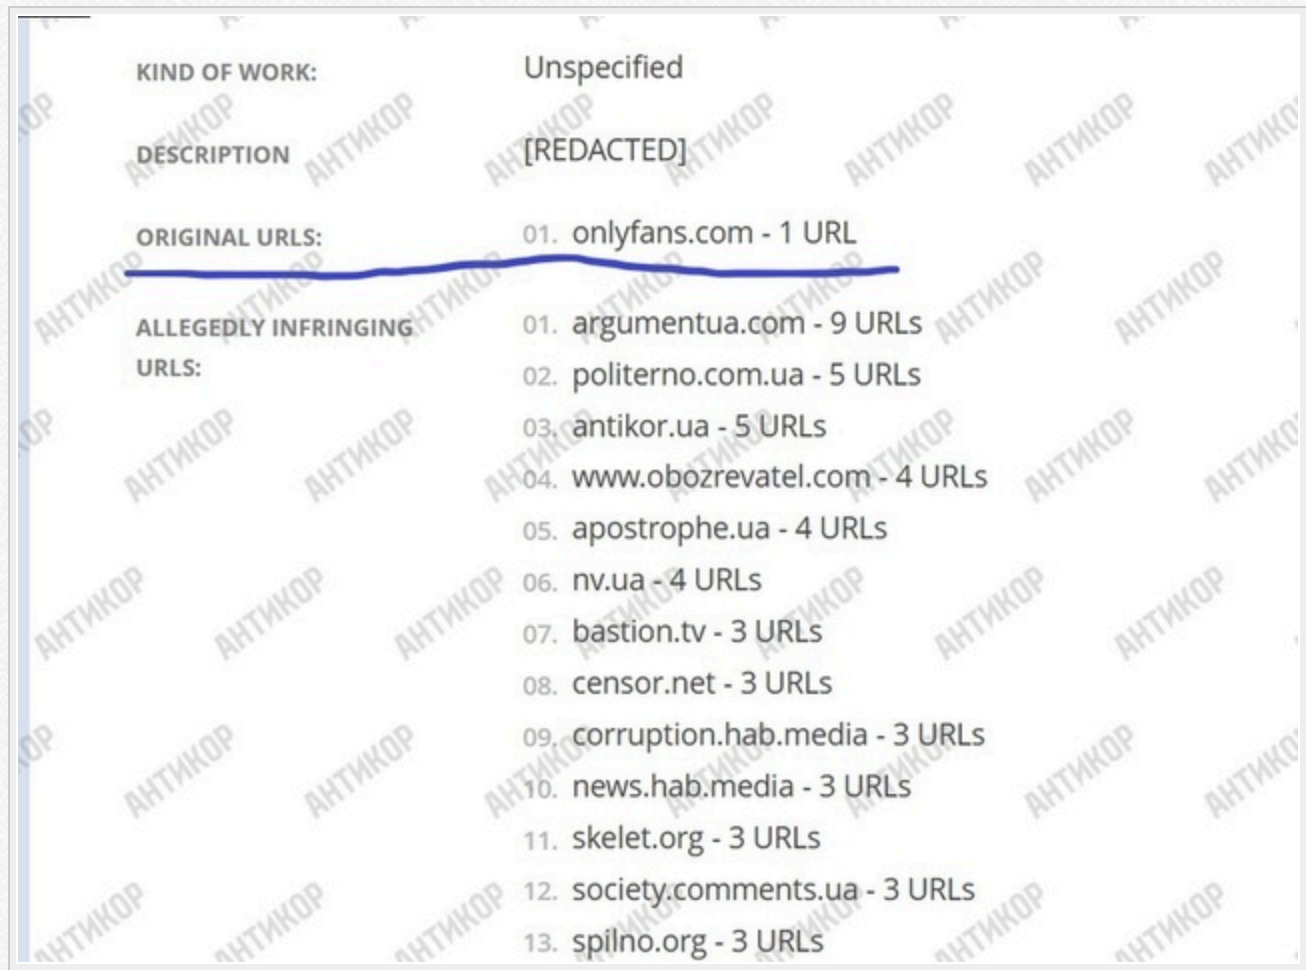 KIND OF WORK: Unspecified
DESCRIPTION [REDACTED]
ORIGINAL URLS: 01. onlyfans.com - 1 URL
ALLEGEDLY INFRINGING URLS: 01. argumentua.com - 9 URLs
02. politerno.com.ua - 5 URLs
03. antikor.ua - 5 URLs
04. www.obozrevatel.com - 4 URLs
05. apostrophe.ua - 4 URLs
06. nv.ua - 4 URLs
07. bastion.tv - 3 URLs
08. censor.net - 3 URLs
09. corruption.hab.media - 3 URLs
10. news.hab.media - 3 URLs
11. skelet.org - 3 URLs
12. society.comments.ua - 3 URLs
13. spilno.org - 3 URLs
АНТИКОР